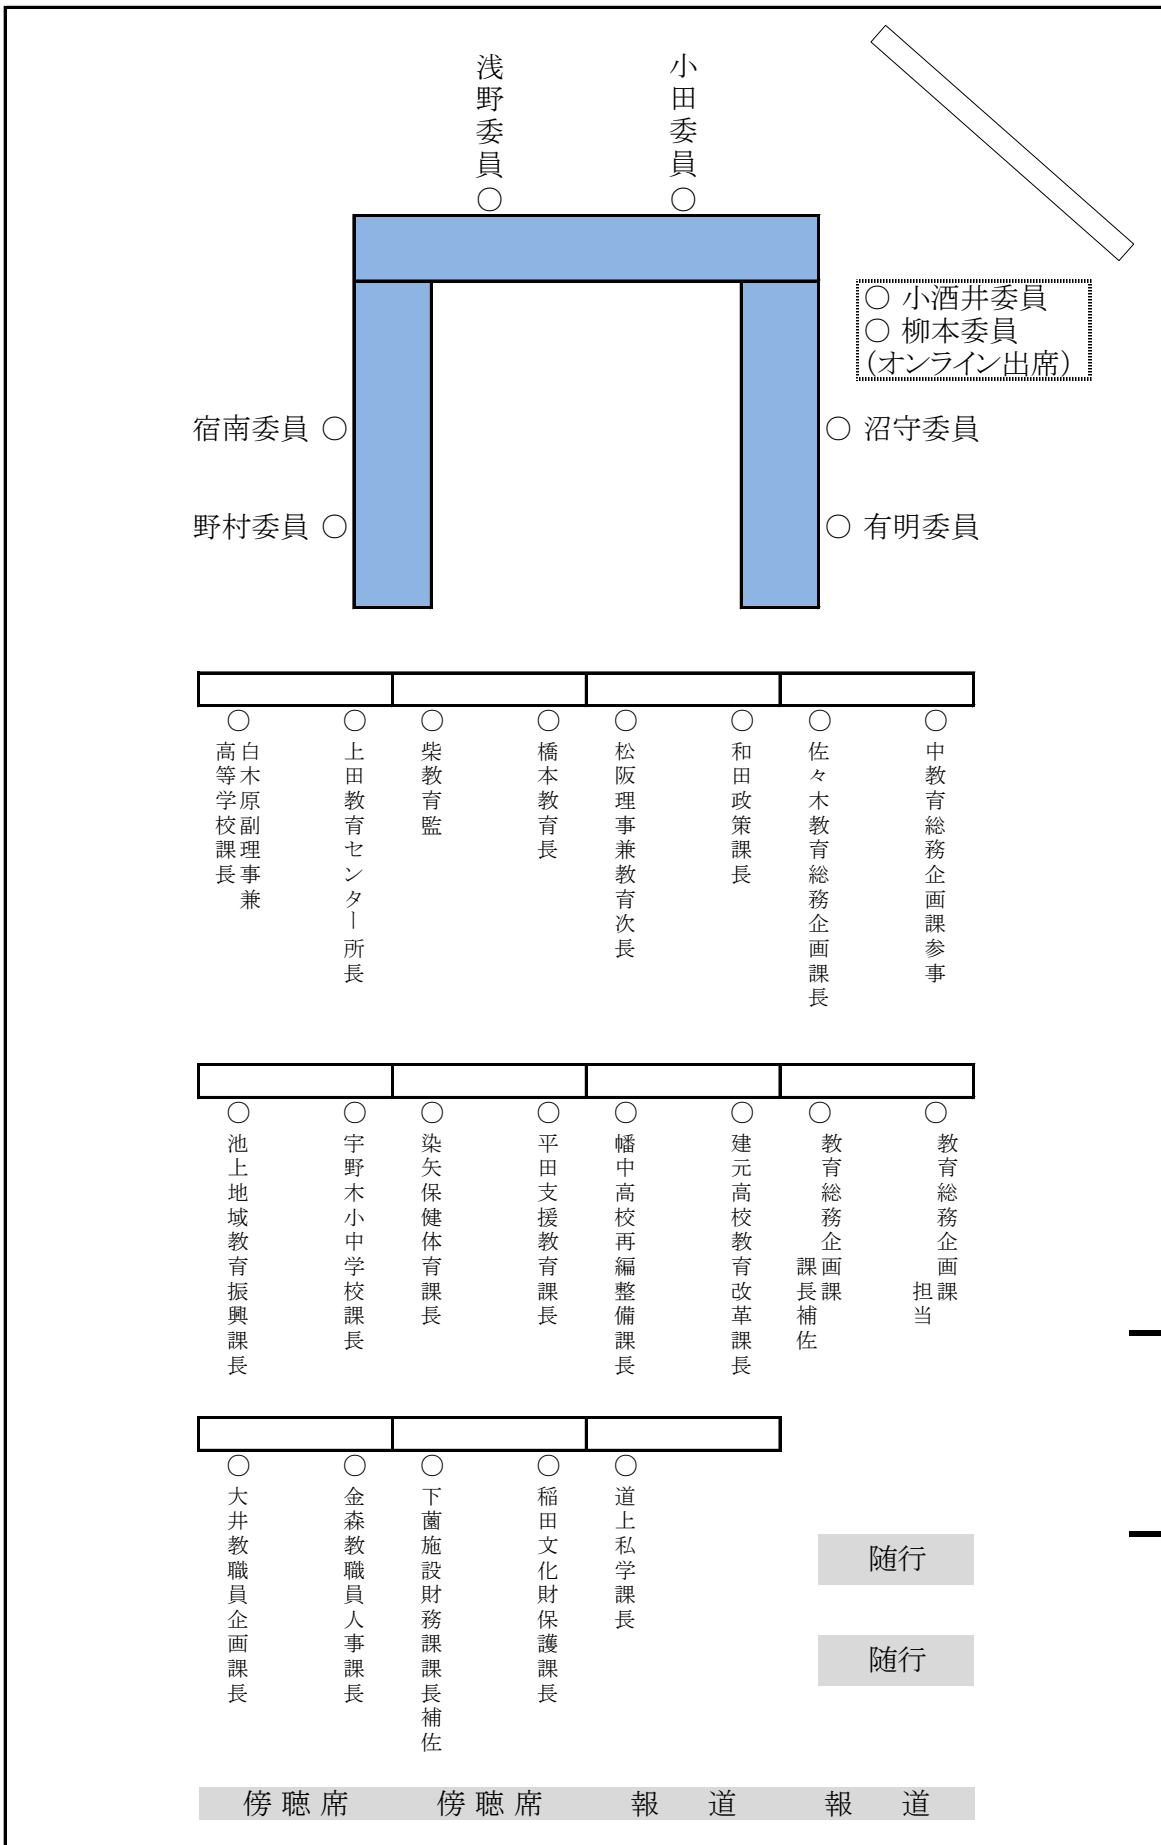 浅野委員○
小田委員○
○ 小酒井委員
○ 柳本委員
(オンライン出席)
宿南委員 ○
○ 沼守委員
野村委員 ○
○ 有明委員
○
白木原副理事兼
高等学校課長
○
上田教育センター所長
○
柴教育監
○
橋本教育長
○
松阪理事兼教育次長
○
和田政策課長
○
佐々木教育総務企画課長
○
中教育総務企画課参事
○
池上地域教育振興課長
○
宇野木小中学校課長
○
染矢保健体育課長
○
平田支援教育課長
○
幡中高校再編整備課長
○
建元高校教育改革課長
○
教育総務企画課
課長補佐
○
教育総務企画課
担当
○
大井教職員企画課長
○
金森教職員人事課長
○
下薗施設財務課課長補佐
○
稲田文化財保護課長
○
道上私学課長
随行
随行
傍聴席 傍聴席 報 道 報 道